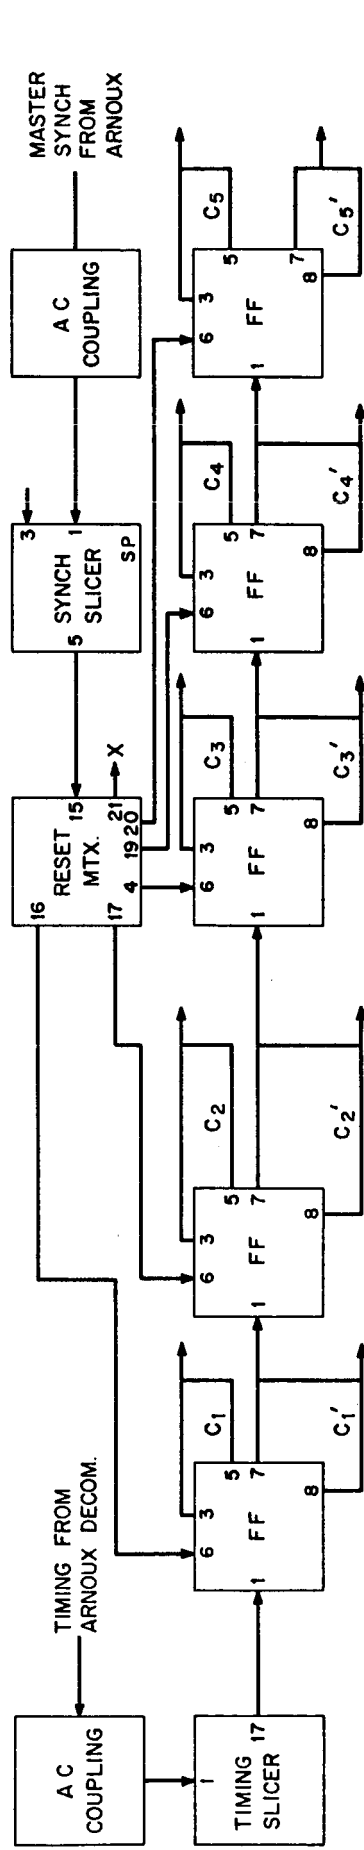 MASTER
SYNCH
FROM
ARNOUX
AC
COUPLING
3
1
SYNCH
SLICER
5
SP
16
15
RESET
MTX.
21
X
17
4
19
20
TIMING FROM
ARNOUX DECOM.
AC
COUPLING
1
TIMING
SLICER
17
6
3
5
C1
1
FF
7
8
C1'
6
3
5
C2
1
FF
7
8
C2'
6
3
5
C3
1
FF
7
8
C3'
6
3
5
C4
1
FF
7
8
C4'
6
3
5
C5
1
FF
7
8
C5'